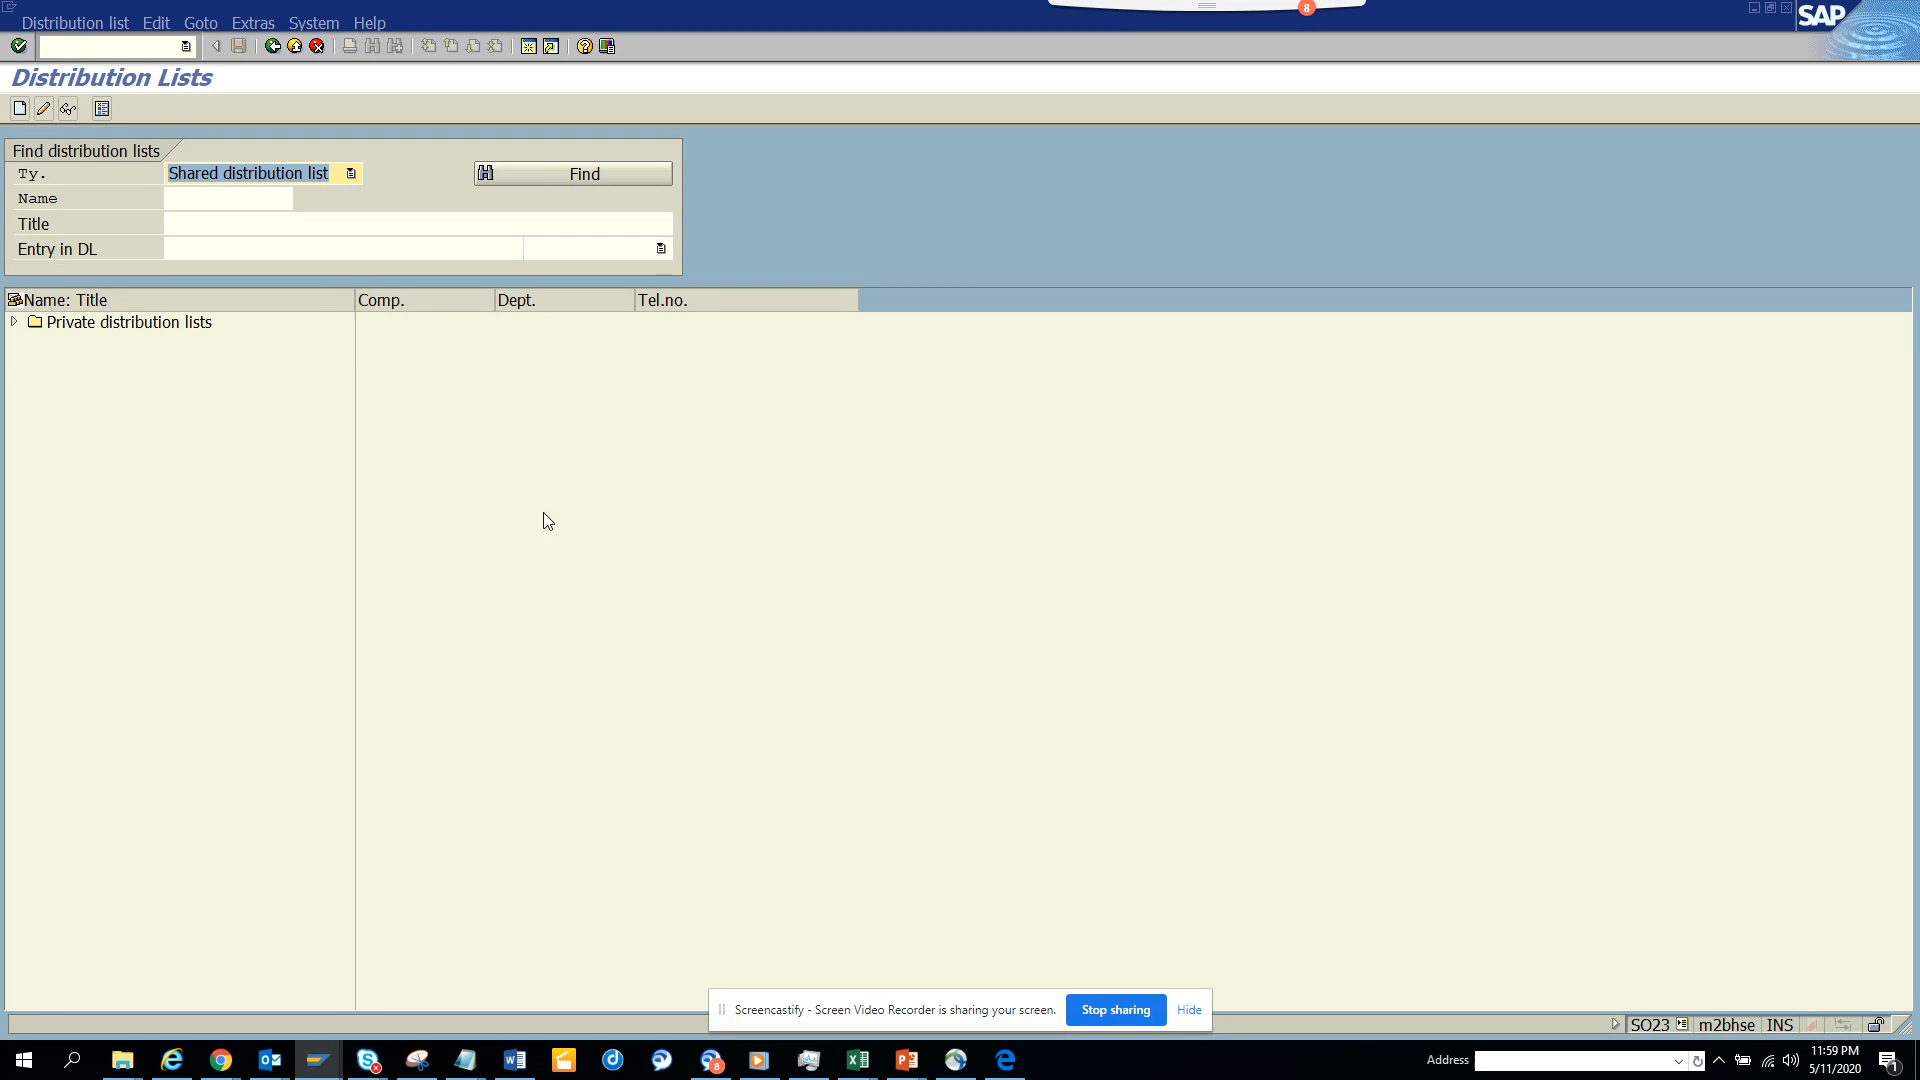 Distribution list Edit Goto Extras System Help
8
SAP
Distribution Lists
Find distribution lists
Ty. Shared distribution list Find
Name
Title
Entry in DL
Name: Title Comp. Dept. Tel.no.
Private distribution lists
Screencastify - Screen Video Recorder is sharing your screen. Stop sharing Hide
SO23 m2bhse INS
8
Address
11:59 PM
5/11/2020
1